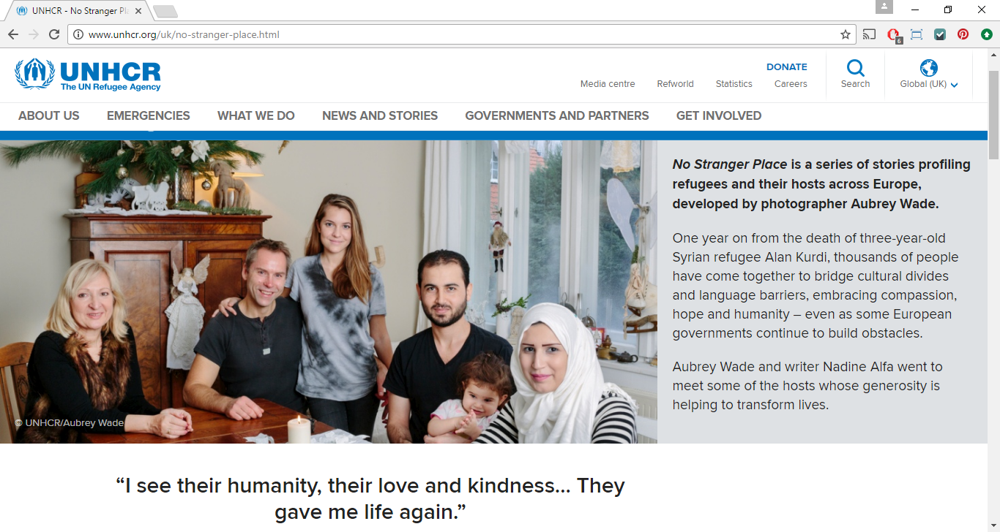 UNHCR - No Stranger Pl
www.unhcr.org/uk/no-stranger-place.html
6
UNHCR
The UN Refugee Agency
DONATE
Media centre Refworld Statistics Careers
Search
Global (UK)
ABOUT US EMERGENCIES WHAT WE DO NEWS AND STORIES GOVERNMENTS AND PARTNERS GET INVOLVED
No Stranger Place is a series of stories profiling
refugees and their hosts across Europe,
developed by photographer Aubrey Wade.
One year on from the death of three-year-old
Syrian refugee Alan Kurdi, thousands of people
have come together to bridge cultural divides
and language barriers, embracing compassion,
hope and humanity – even as some European
governments continue to build obstacles.
Aubrey Wade and writer Nadine Alfa went to
meet some of the hosts whose generosity is
helping to transform lives.
© UNHCR/Aubrey Wade
“I see their humanity, their love and kindness... They
gave me life again.”